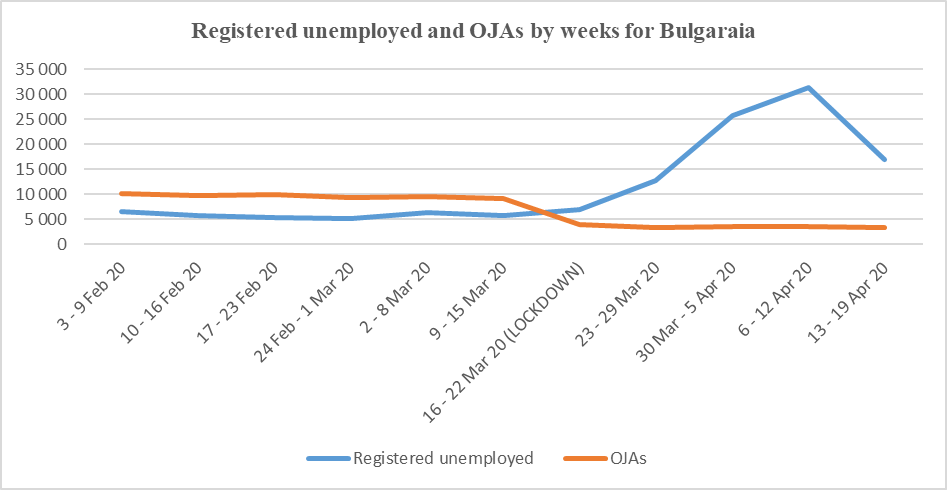 Registered unemployed and OJAs by weeks for Bulgaraia
35 000
30 000
25 000
20 000
15 000
10 000
5 000
0
3 - 9 Feb 20
10 - 16 Feb 20
17 - 23 Feb 20
24 Feb - 1 Mar 20
2 - 8 Mar 20
9 - 15 Mar 20
16 - 22 Mar 20 (LOCKDOWN)
23 - 29 Mar 20
30 Mar - 5 Apr 20
6 - 12 Apr 20
13 - 19 Apr 20
Registered unemployed OJAs